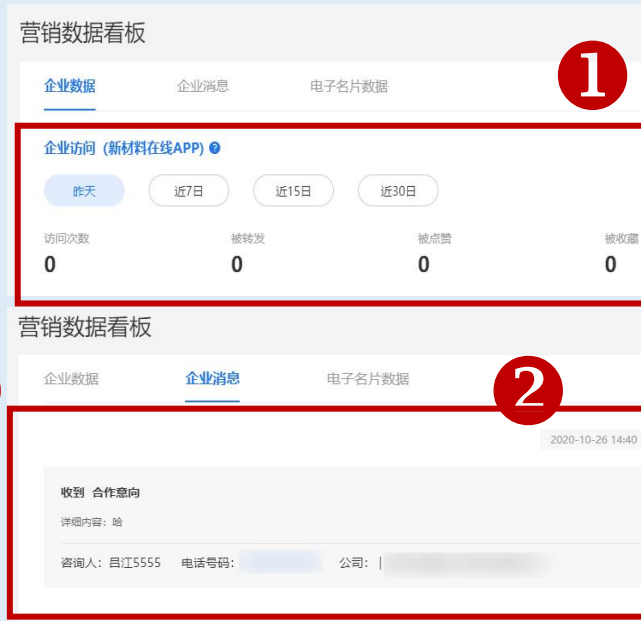 营销数据看板
企业数据 企业消息 电子名片数据
1
企业访问（新材料在线APP）?
昨天 近7日 近15日 近30日
访问次数 被转发 被点赞 被收藏
0 0 0 0
营销数据看板
企业数据 企业消息 电子名片数据
2
2020-10-26 14:40
收到 合作意向
详细内容：哈
咨询人：吕江5555 电话号码： 公司：